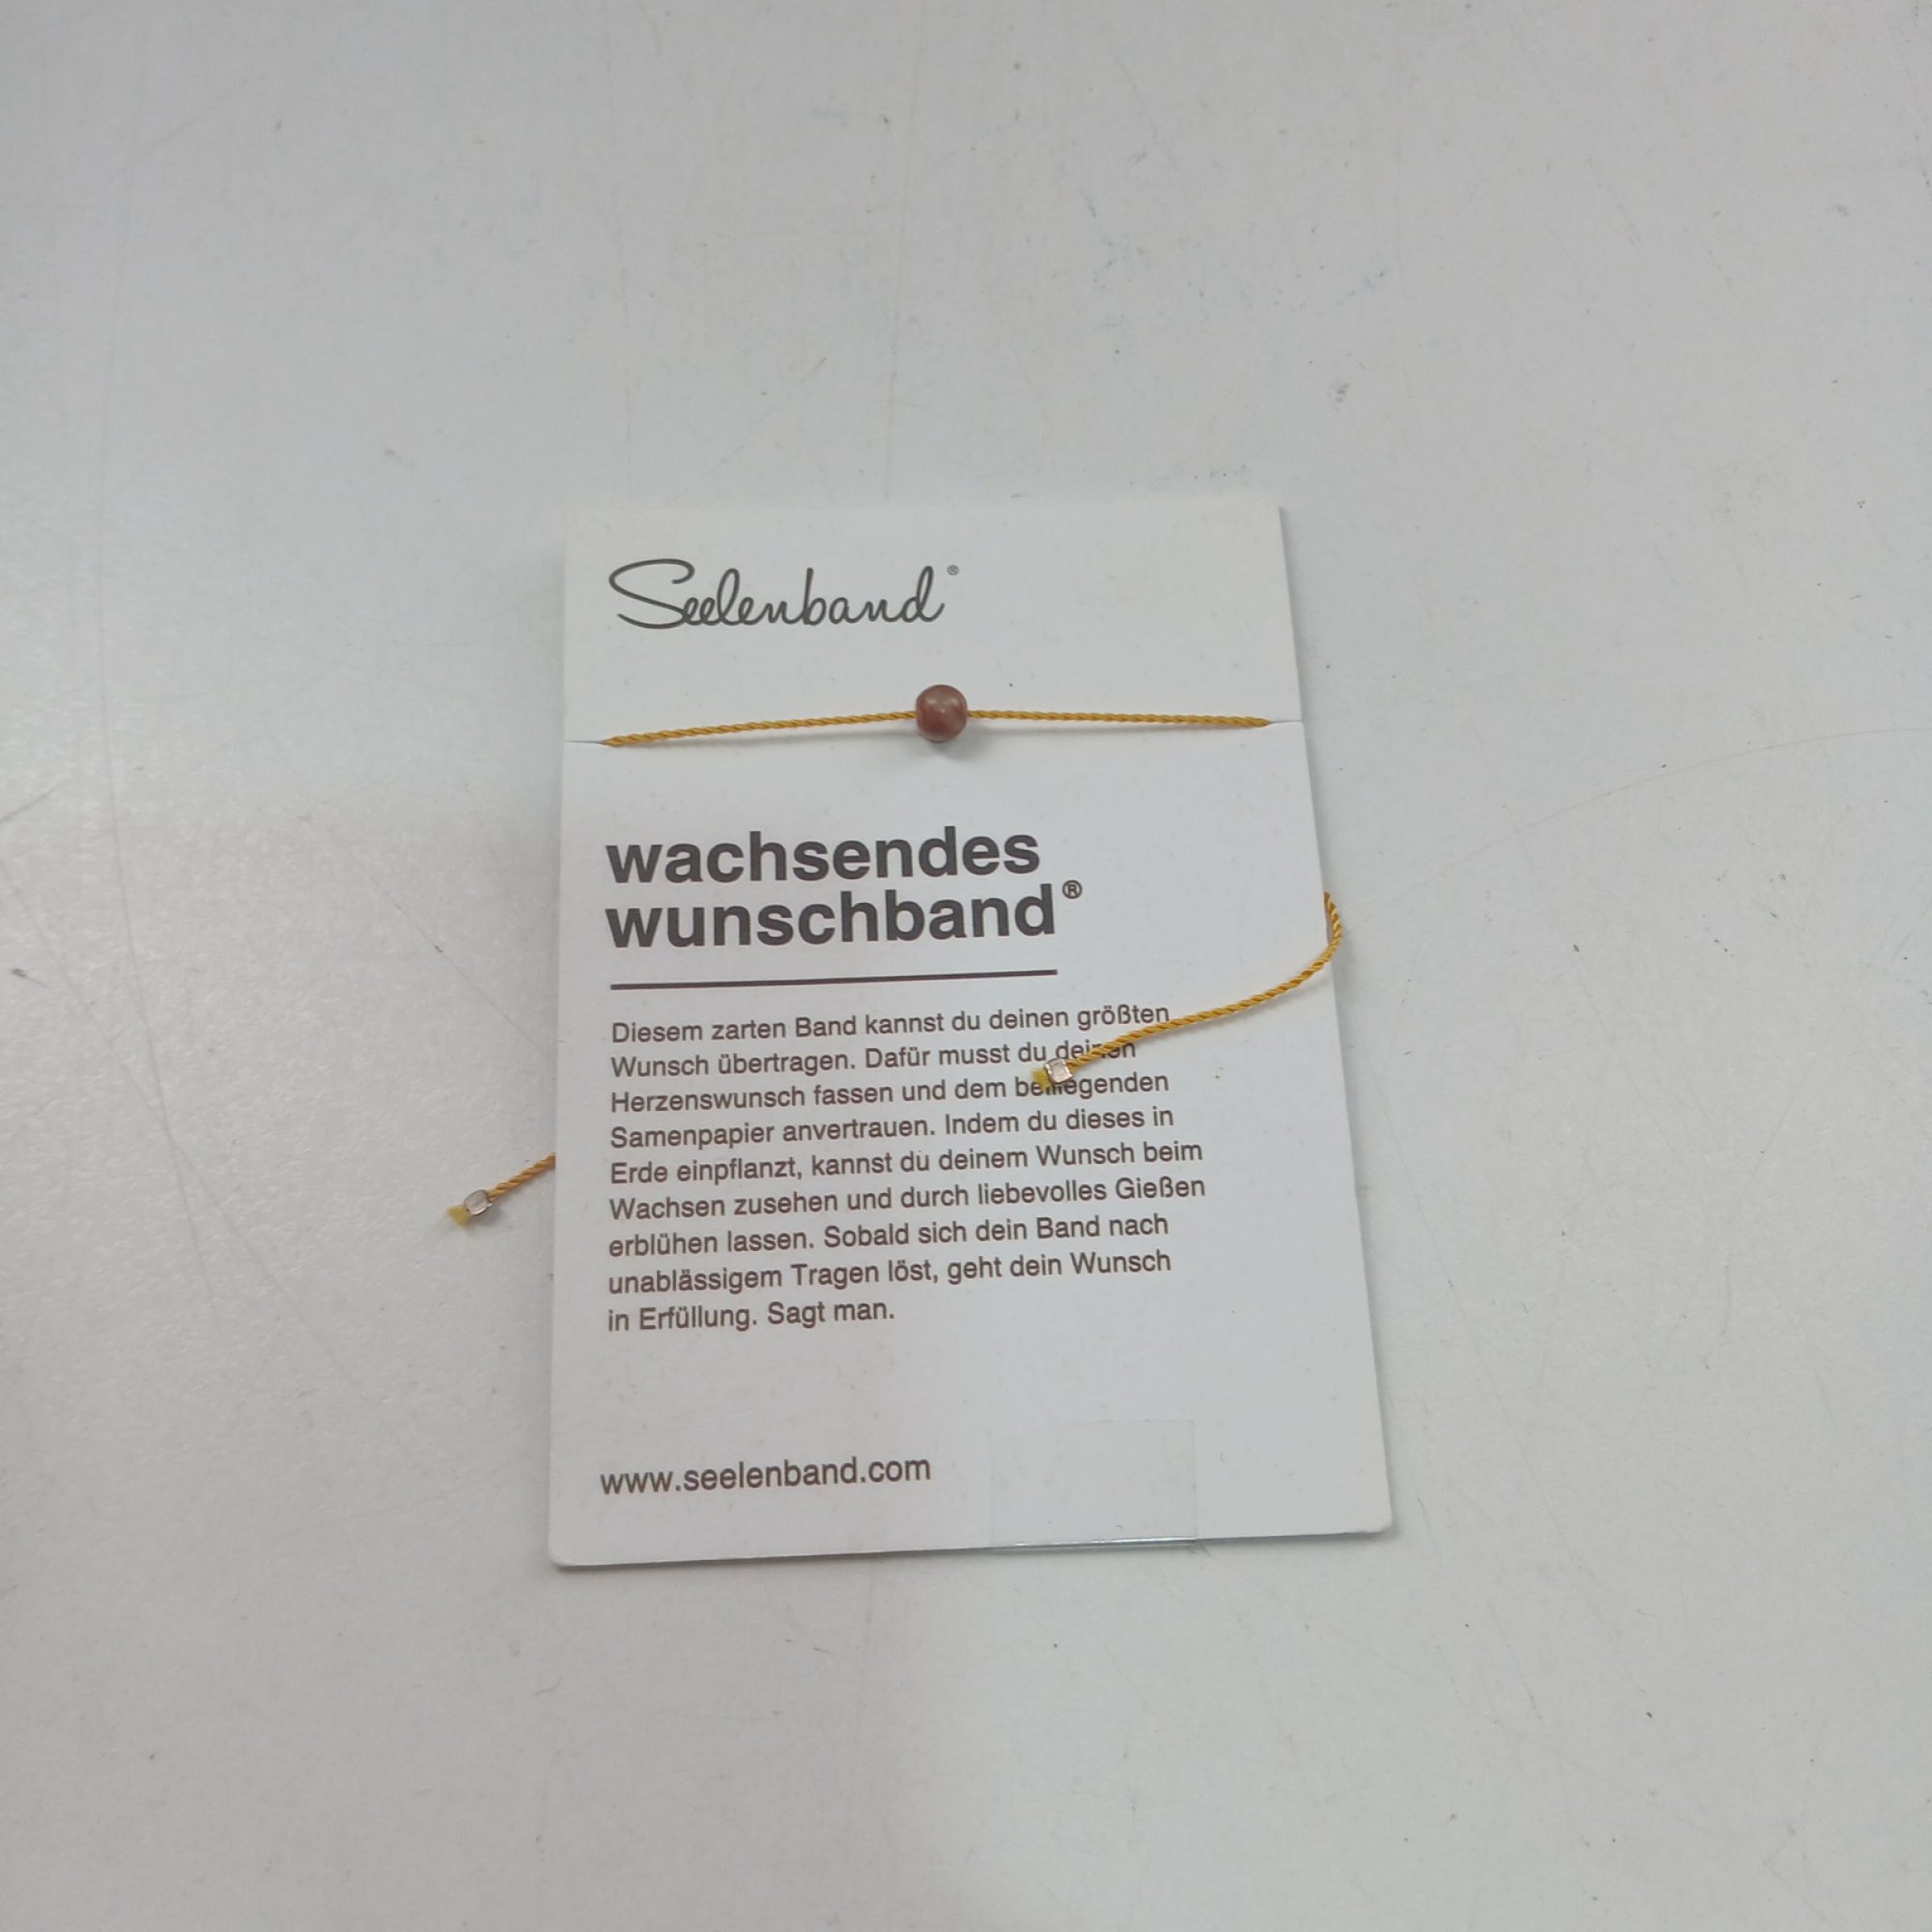 Seelenband®
wachsendes
wunschband®
Diesem zarten Band kannst du deinen größten
Wunsch übertragen. Dafür musst du deinen
Herzenswunsch fassen und dem beiliegenden
Samenpapier anvertrauen. Indem du dieses in
Erde einpflanzt, kannst du deinem Wunsch beim
Wachsen zusehen und durch liebevolles Gießen
erblühen lassen. Sobald sich dein Band nach
unablässigem Tragen löst, geht dein Wunsch
in Erfüllung. Sagt man.
www.seelenband.com